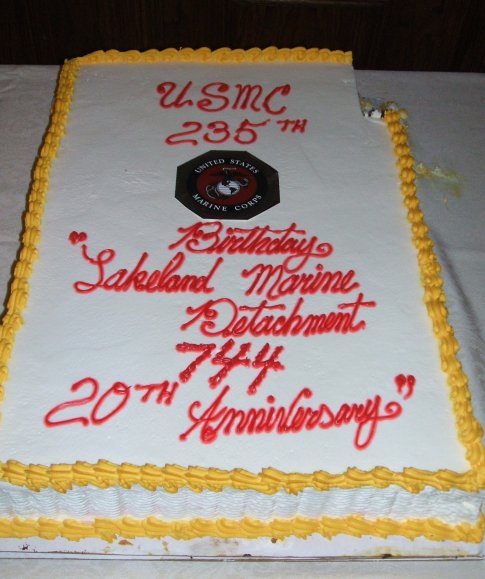 USMC
235TH
UNITED STATES
MARINE CORPS
Birthday
"Lakeland Marine
Detachment
744
20TH Anniversary"